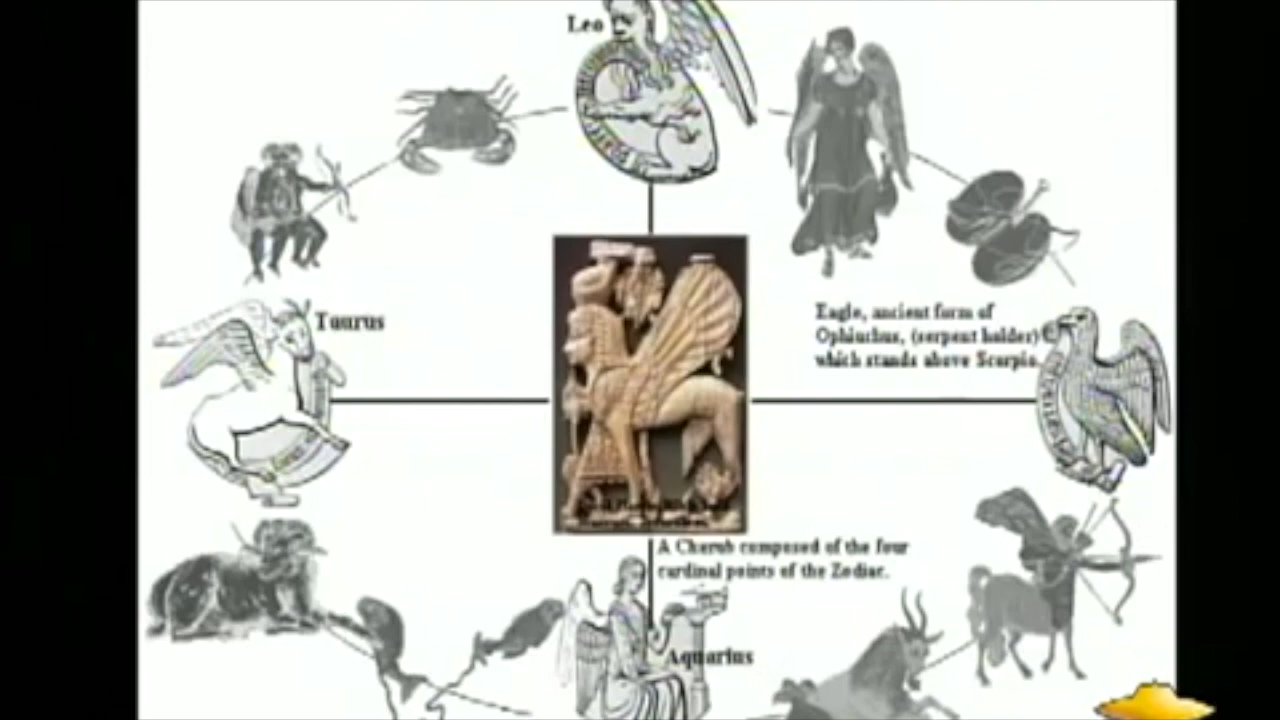 Leo
Taurus
Eagle, ancient form of
Ophiuchus, (serpent holder)
which stands above Scorpio.
A Cherub composed of the four
cardinal points of the Zodiac.
Aquarius